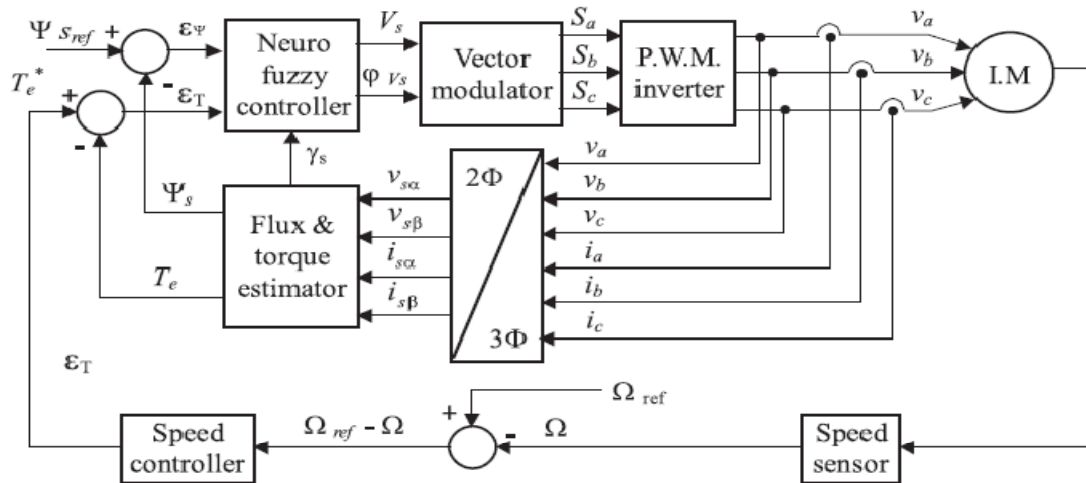 Ψ s_ref
+
-
ε_Ψ
T_e*
+
-
ε_T
Neuro
fuzzy
controller
V_s
φ_Vs
Vector
modulator
S_a
S_b
S_c
P.W.M.
inverter
v_a
v_b
v_c
I.M
γ_s
Ψ_s
T_e
Flux &
torque
estimator
v_sα
v_sβ
i_sα
i_sβ
2Φ
3Φ
v_a
v_b
v_c
i_a
i_b
i_c
ε_T
Speed
controller
Ω_ref - Ω
+
-
Ω_ref
Ω
Speed
sensor